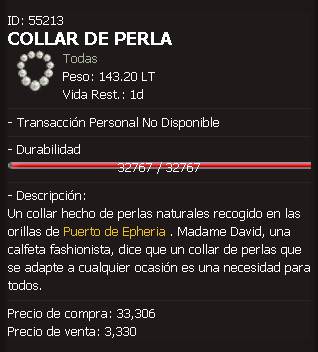 ID: 55213
COLLAR DE PERLA
Todas
Peso: 143.20 LT
Vida Rest.: 1d
- Transacción Personal No Disponible
- Durabilidad
32767 / 32767
- Descripción:
Un collar hecho de perlas naturales recogido en las
orillas de Puerto de Epheria . Madame David, una
calfeta fashionista, dice que un collar de perlas que
se adapte a cualquier ocasión es una necesidad para
todos.
Precio de compra: 33,306
Precio de venta: 3,330